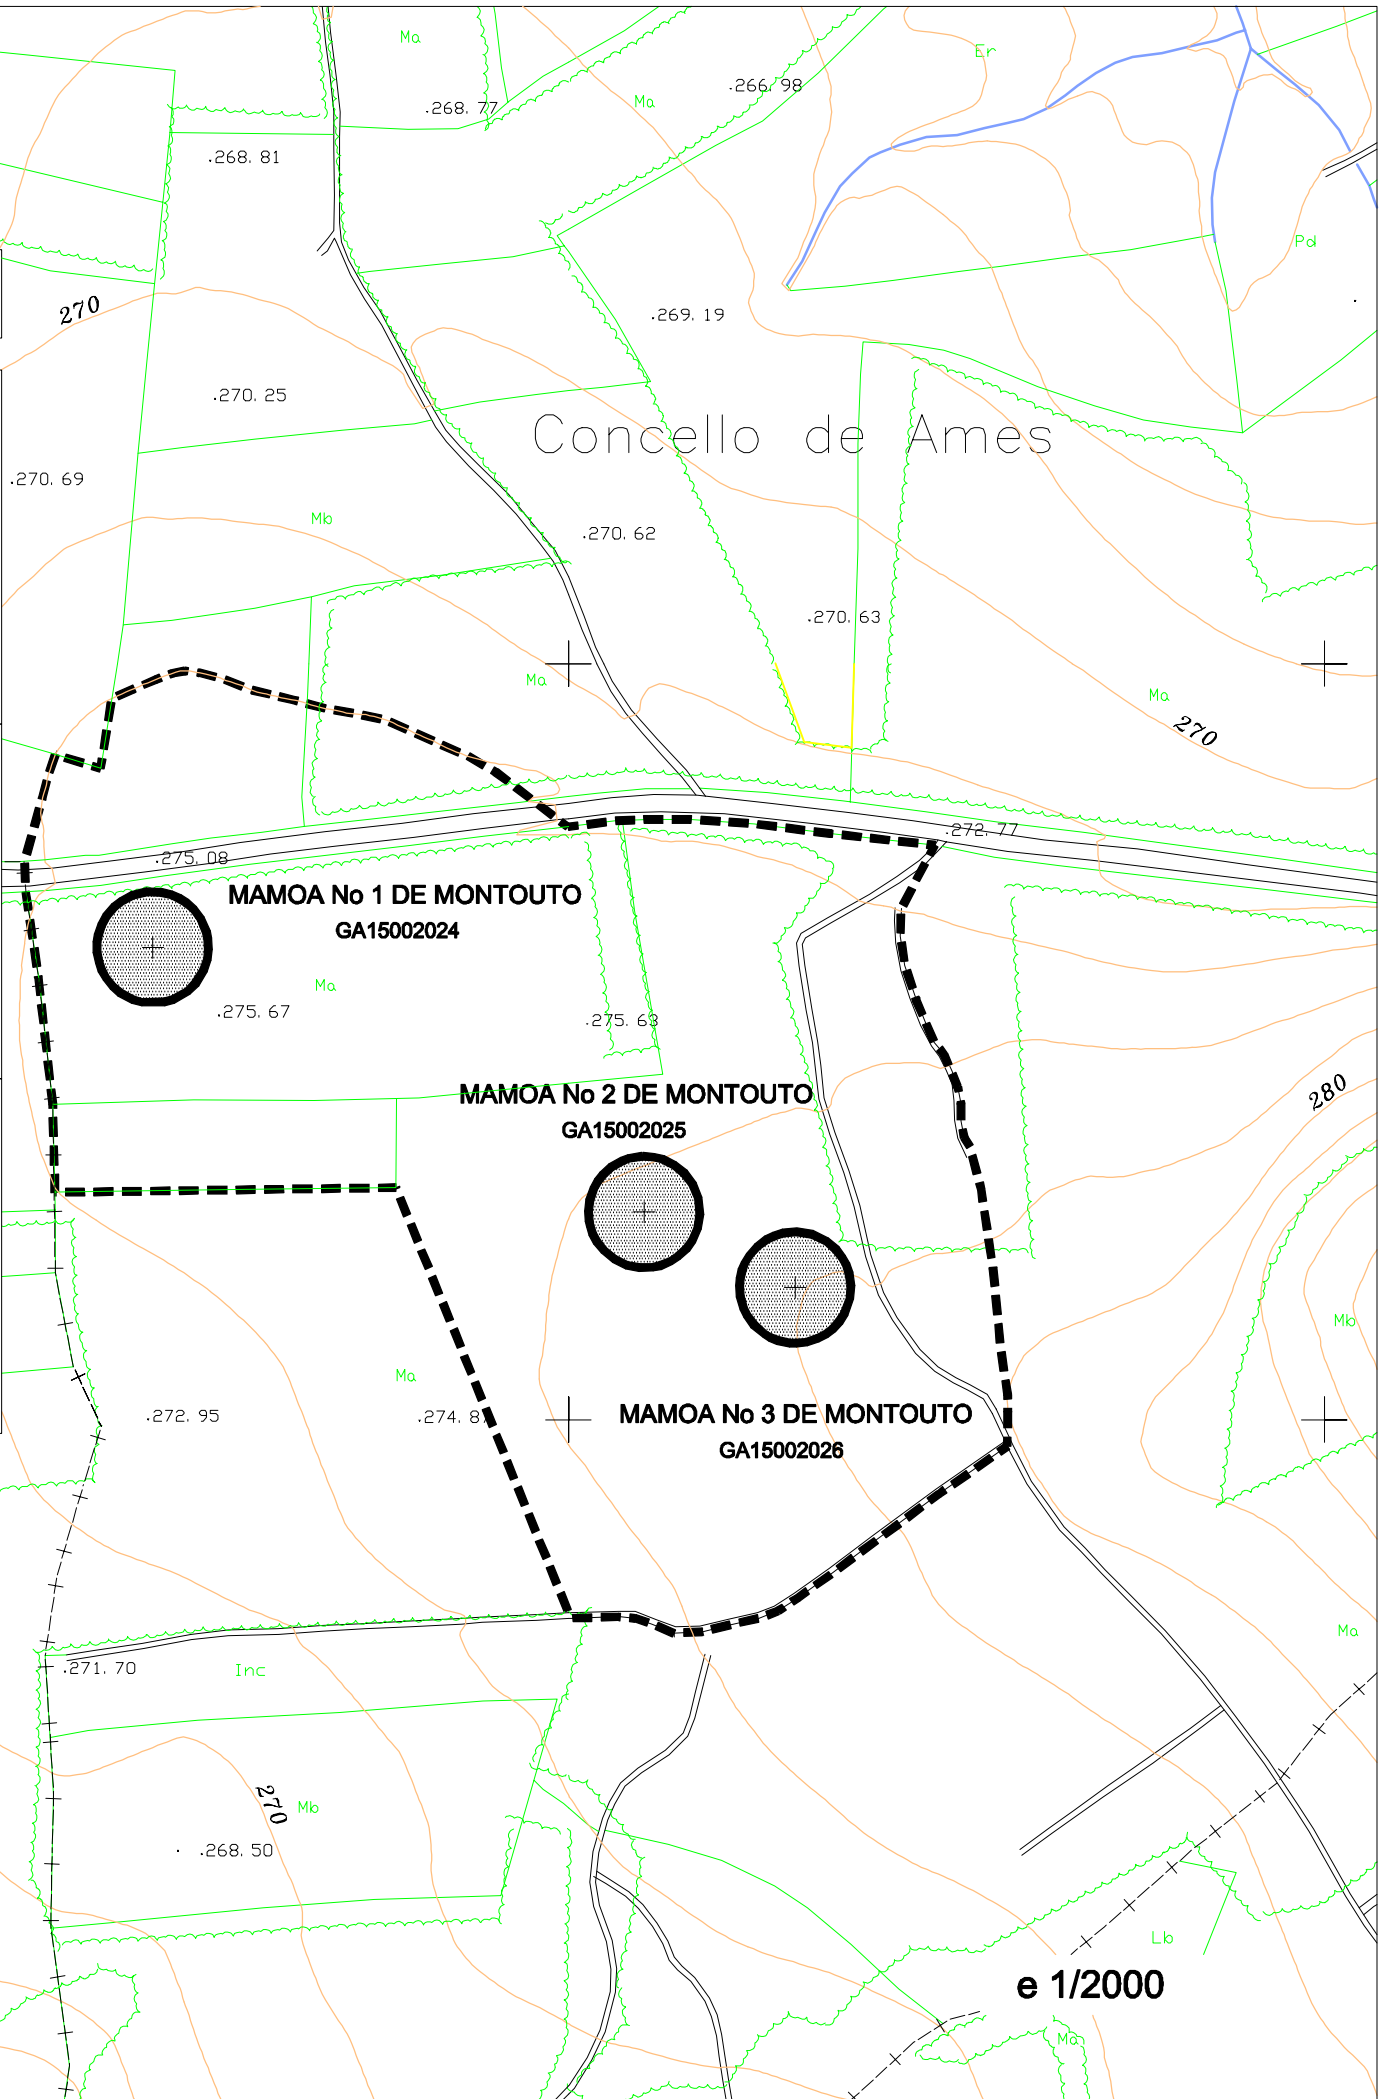 Ma
Er
.268.77
Ma
.266.98
.268.81
Pd
270
.269.19
.270.25
Concello de Ames
.270.69
Mb
.270.62
.270.63
Ma
Ma
270
.272.77
.275.08
MAMOA No 1 DE MONTOUTO
GA15002024
Ma
.275.67
.275.63
MAMOA No 2 DE MONTOUTO
GA15002025
280
Mb
Ma
.272.95
.274.8
MAMOA No 3 DE MONTOUTO
GA15002026
Ma
.271.70
Inc
270
Mb
.268.50
Lb
e 1/2000
Ma